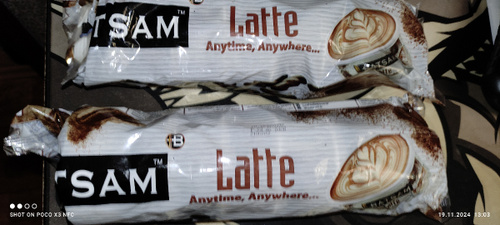 TSAM™
Latte
Anytime, Anywhere...
B
TSAM™
Latte
Anytime, Anywhere...
SHOT ON POCO X3 NFC
19.11.2024 13:03